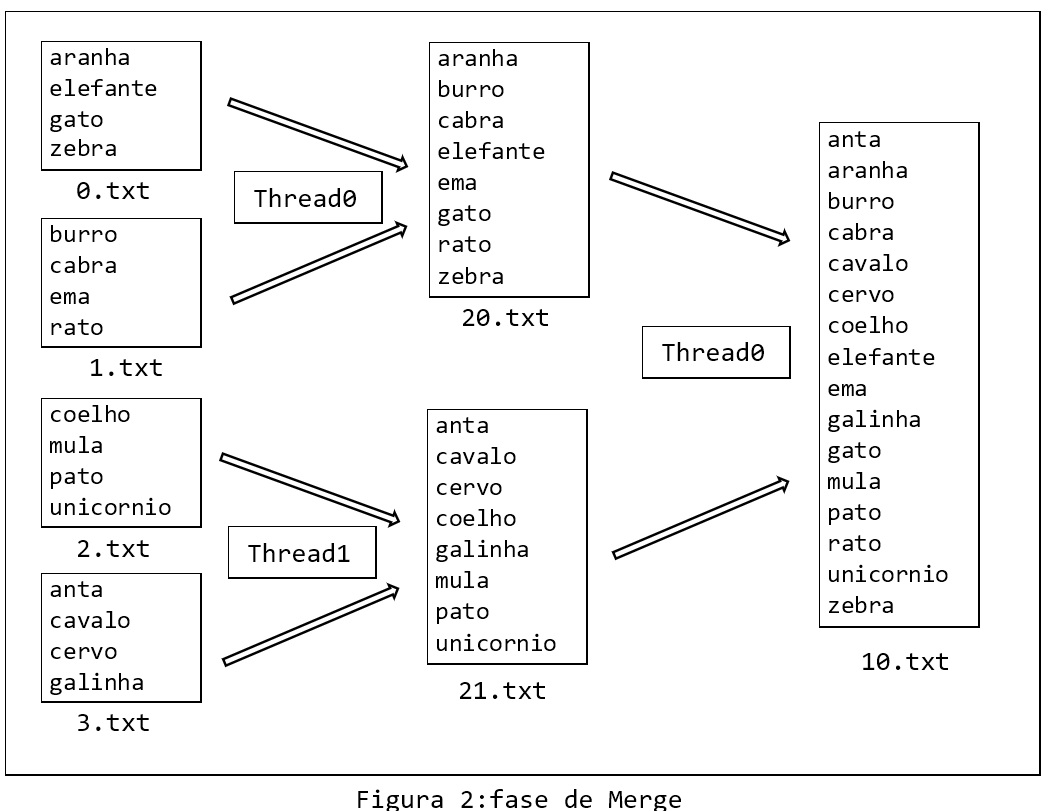 aranha
elefante
gato
zebra
0.txt
burro
cabra
ema
rato
1.txt
coelho
mula
pato
unicornio
2.txt
anta
cavalo
cervo
galinha
3.txt
Thread0
Thread1
aranha
burro
cabra
elefante
ema
gato
rato
zebra
20.txt
anta
cavalo
cervo
coelho
galinha
mula
pato
unicornio
21.txt
Thread0
anta
aranha
burro
cabra
cavalo
cervo
coelho
elefante
ema
galinha
gato
mula
pato
rato
unicornio
zebra
10.txt
Figura 2:fase de Merge